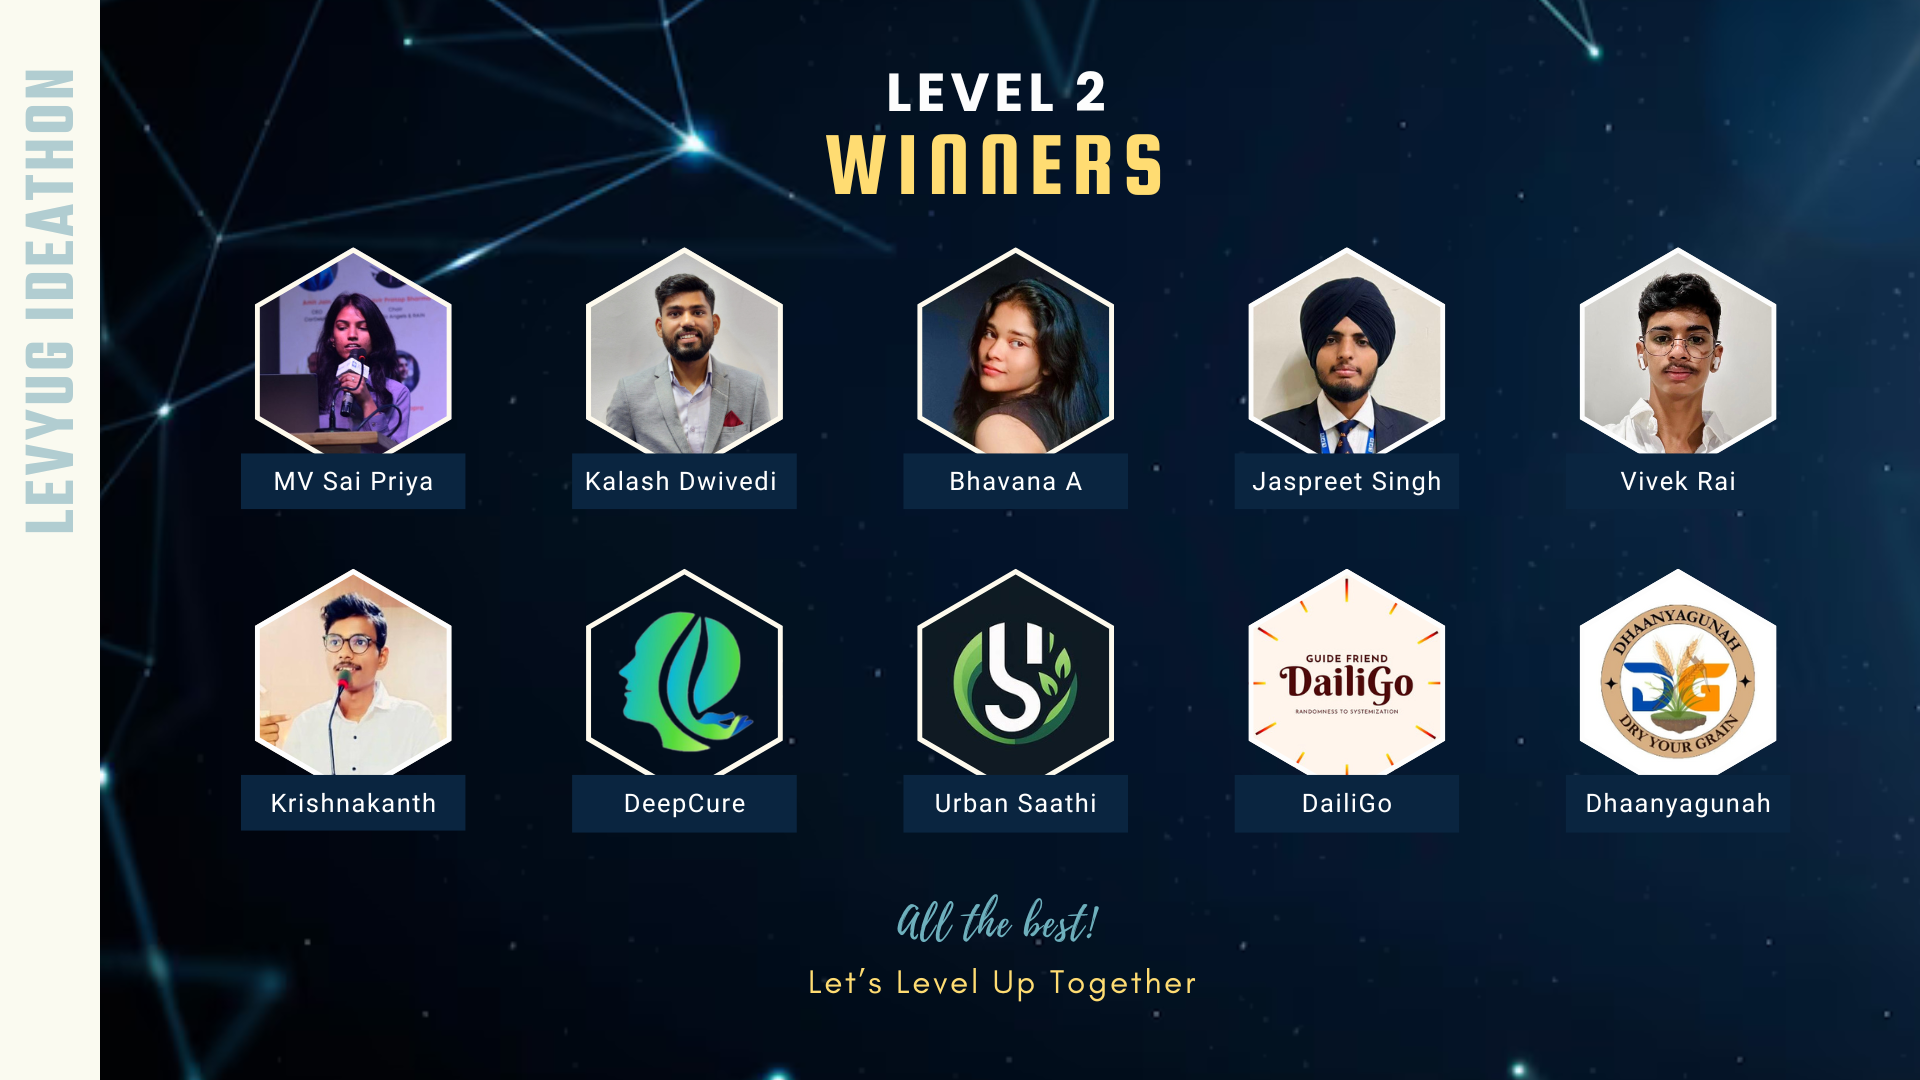 LEVYUG IDEATHON
LEVEL 2
WINNERS
MV Sai Priya
Kalash Dwivedi
Bhavana A
Jaspreet Singh
Vivek Rai
GUIDE FRIEND
DailiGo
RANDOMNESS TO SYSTEMIZATION
DHAANYAGUNAH
DG
DRY YOUR GRAIN
Krishnakanth
DeepCure
Urban Saathi
DailiGo
Dhaanyagunah
All the best!
Let's Level Up Together